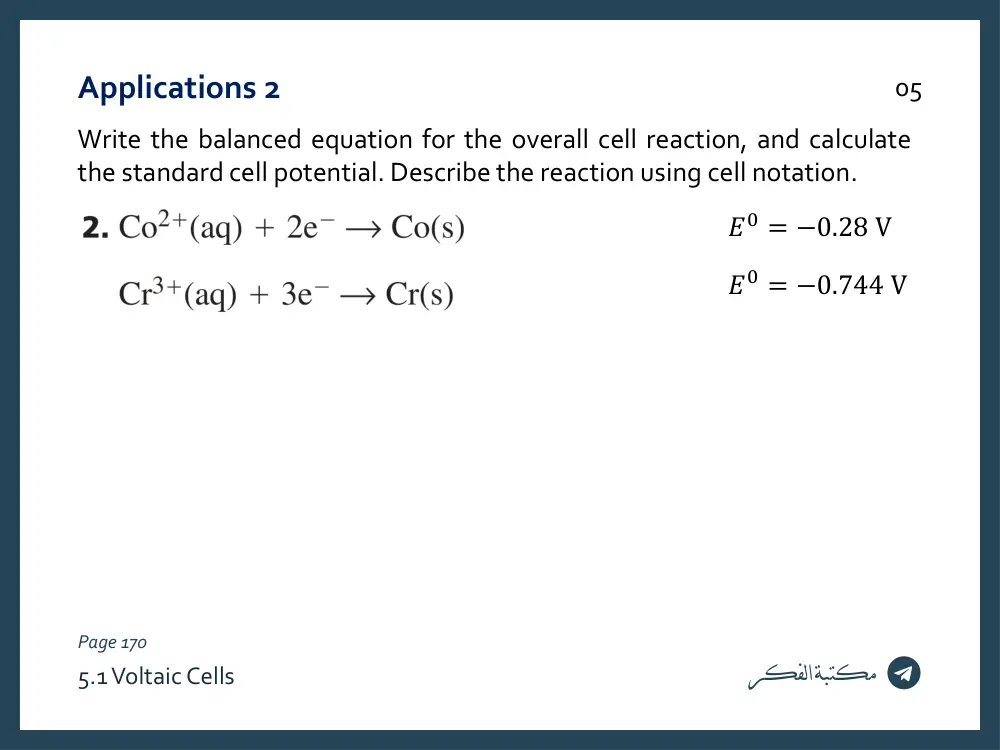 Applications 2
05
Write the balanced equation for the overall cell reaction, and calculate
the standard cell potential. Describe the reaction using cell notation.
2. Co²⁺(aq) + 2e⁻ ⟶ Co(s)
E⁰ = −0.28 V
Cr³⁺(aq) + 3e⁻ ⟶ Cr(s)
E⁰ = −0.744 V
Page 170
5.1 Voltaic Cells
مكتبة الفكر